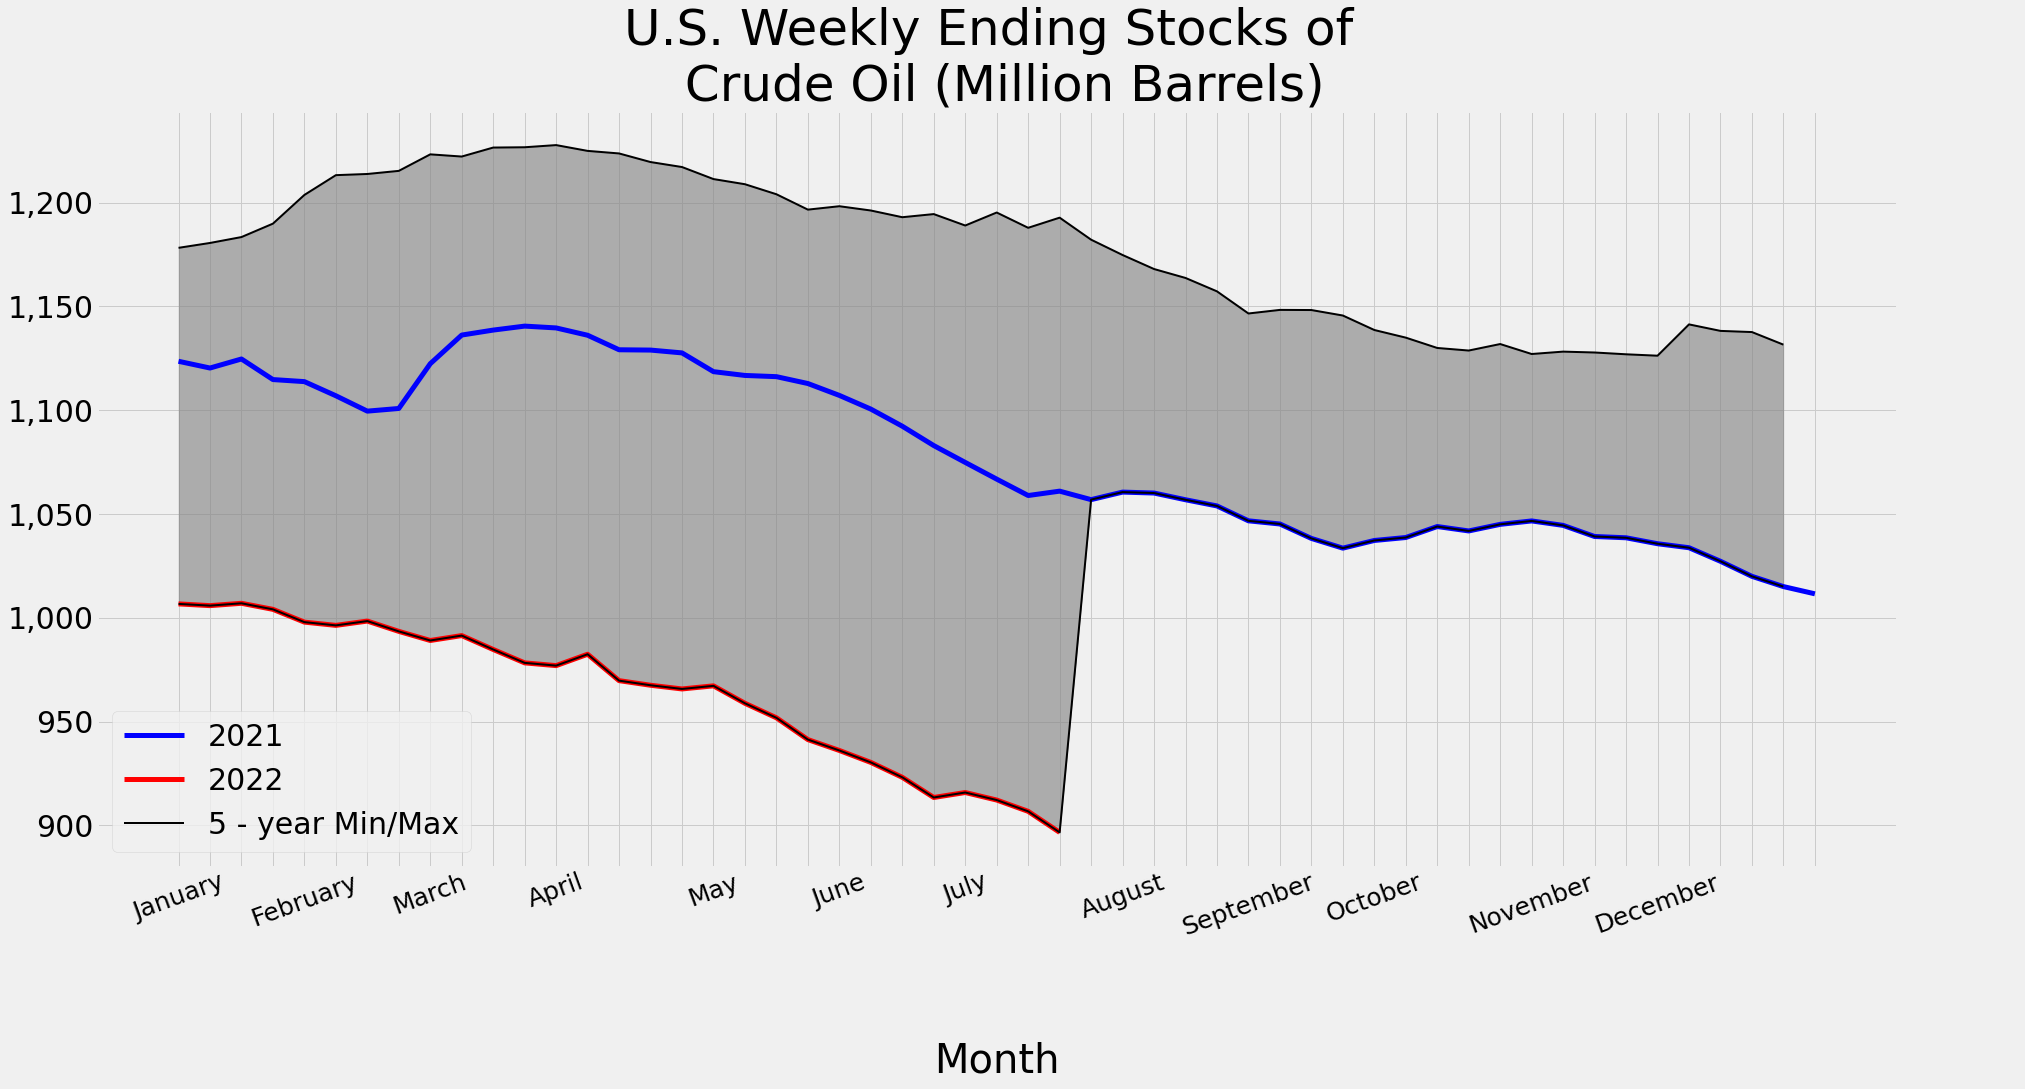 U.S. Weekly Ending Stocks of
Crude Oil (Million Barrels)
1,200
1,150
1,100
1,050
1,000
950
900
2021
2022
5 - year Min/Max
January
February
March
April
May
June
July
August
September
October
November
December
Month